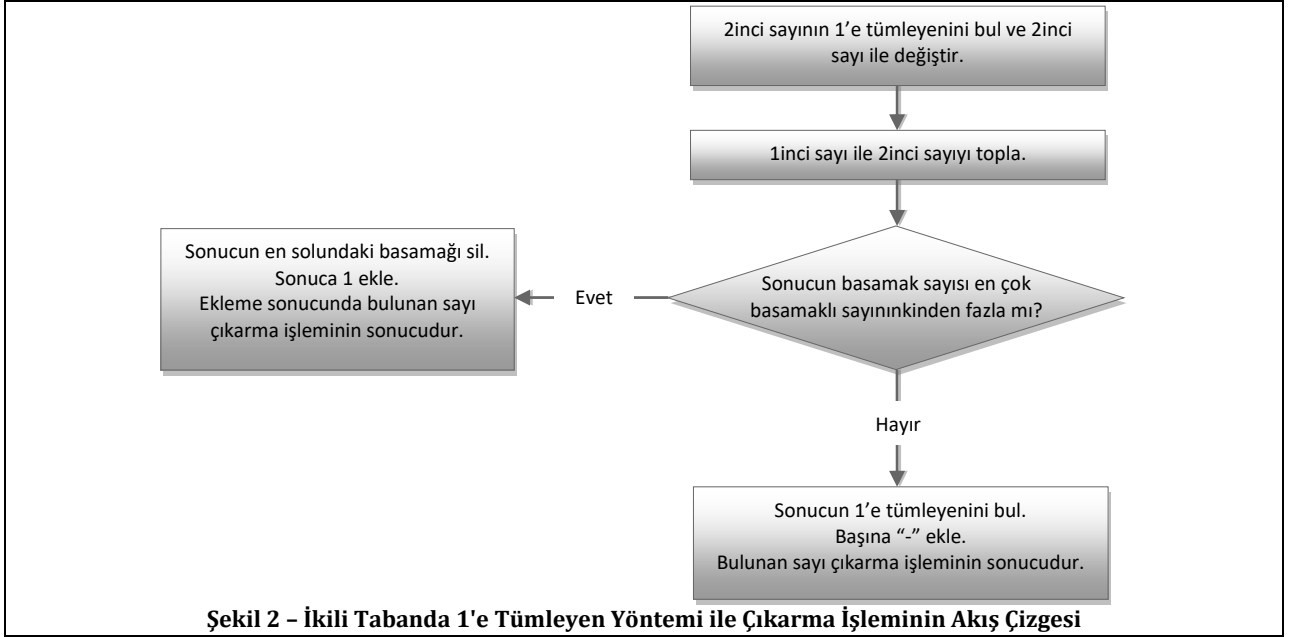 2inci sayının 1’e tümleyenini bul ve 2inci
sayı ile değiştir.
1inci sayı ile 2inci sayıyı topla.
Sonucun basamak sayısı en çok
basamaklı sayınınkinden fazla mı?
Evet
Sonucun en solundaki basamağı sil.
Sonuca 1 ekle.
Ekleme sonucunda bulunan sayı
çıkarma işleminin sonucudur.
Hayır
Sonucun 1’e tümleyenini bul.
Başına “-” ekle.
Bulunan sayı çıkarma işleminin sonucudur.
Şekil 2 – İkili Tabanda 1'e Tümleyen Yöntemi ile Çıkarma İşleminin Akış Çizgesi